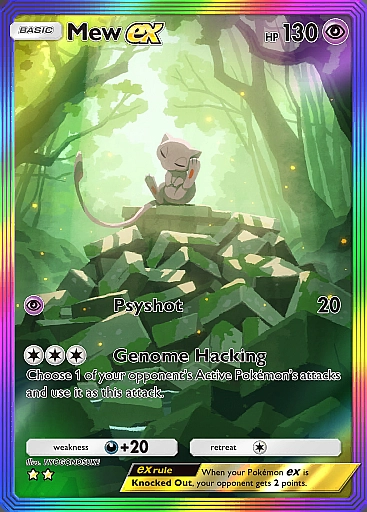 BASIC Mew ex HP 130
Psyshot 20
Genome Hacking
Choose 1 of your opponent's Active Pokémon's attacks
and use it as this attack.
weakness +20 retreat
Illus. HYOGONOSUKE
ex rule When your Pokémon ex is
Knocked Out, your opponent gets 2 points.